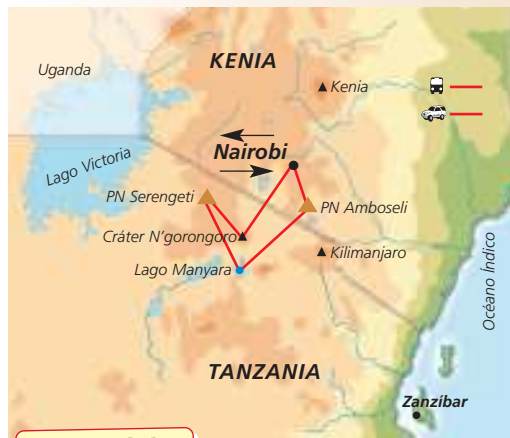 KENIA
Uganda
Kenia
Lago Victoria
Nairobi
PN Serengeti
PN Amboseli
Cráter N'gorongoro
Kilimanjaro
Lago Manyara
Océano Índico
TANZANIA
Zanzíbar